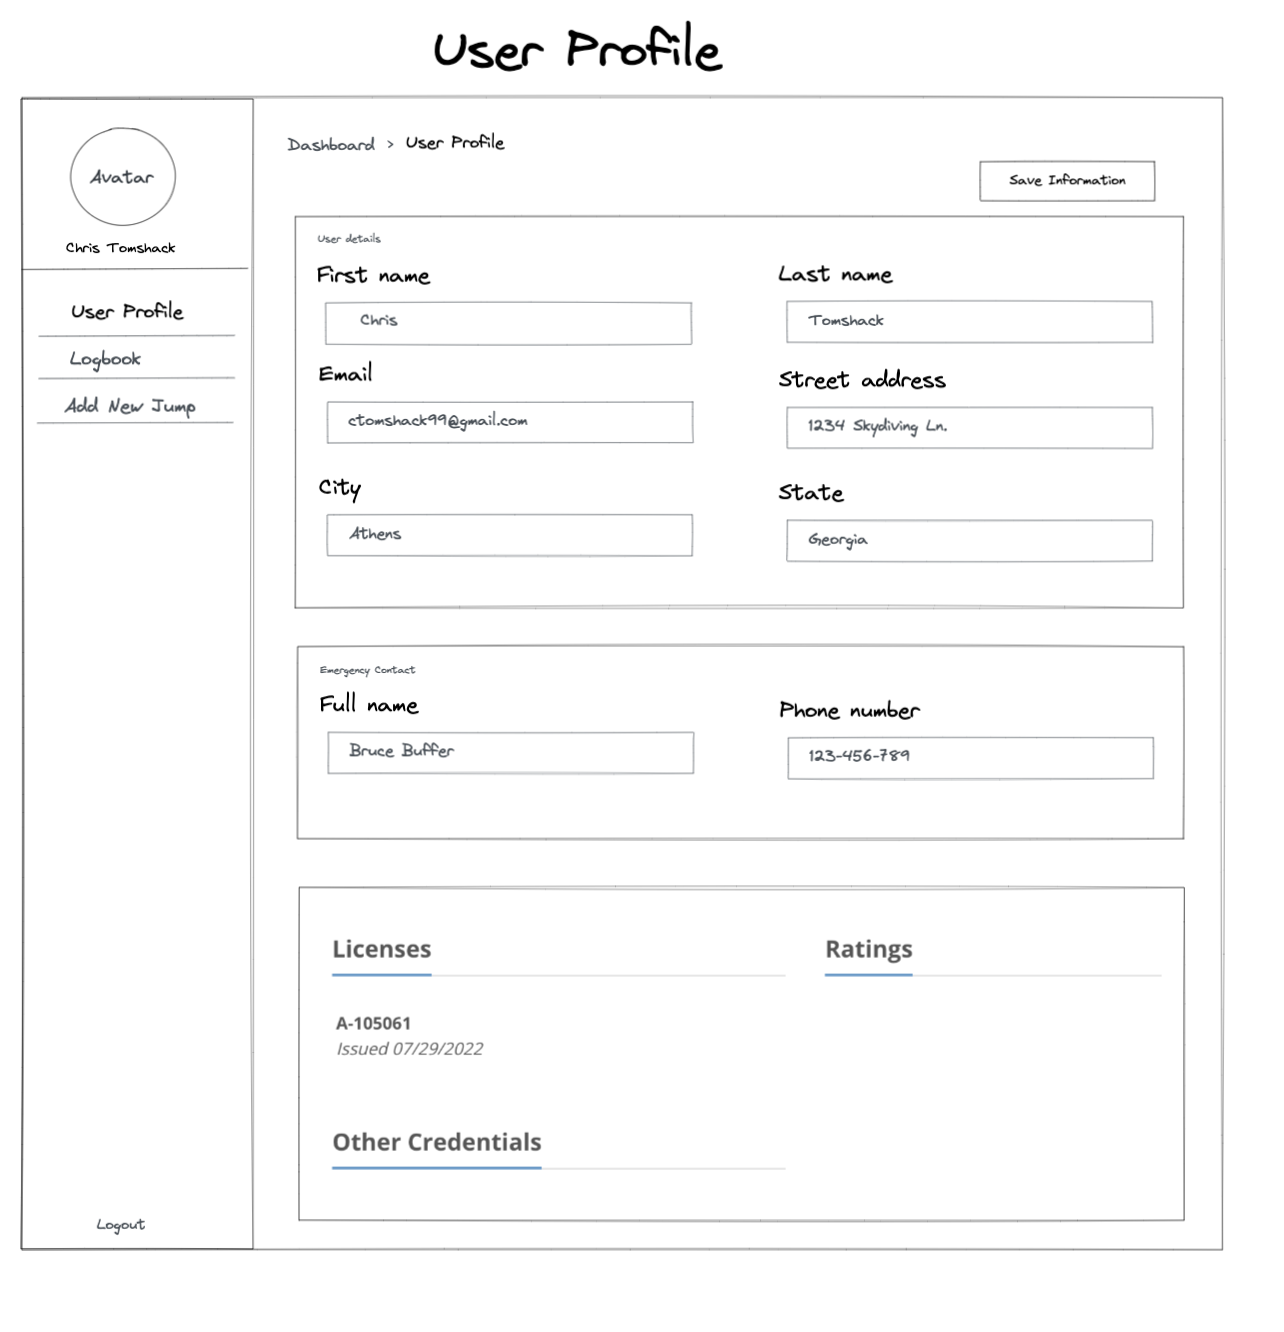 User Profile
Avatar
Chris Tomshack
User Profile
Logbook
Add New Jump
Logout
Dashboard > User Profile
Save Information
User details
First name
Chris
Last name
Tomshack
Email
ctomshack99@gmail.com
Street address
1234 Skydiving Ln.
City
Athens
State
Georgia
Emergency Contact
Full name
Bruce Buffer
Phone number
123-456-789
Licenses
A-105061
Issued 07/29/2022
Ratings
Other Credentials